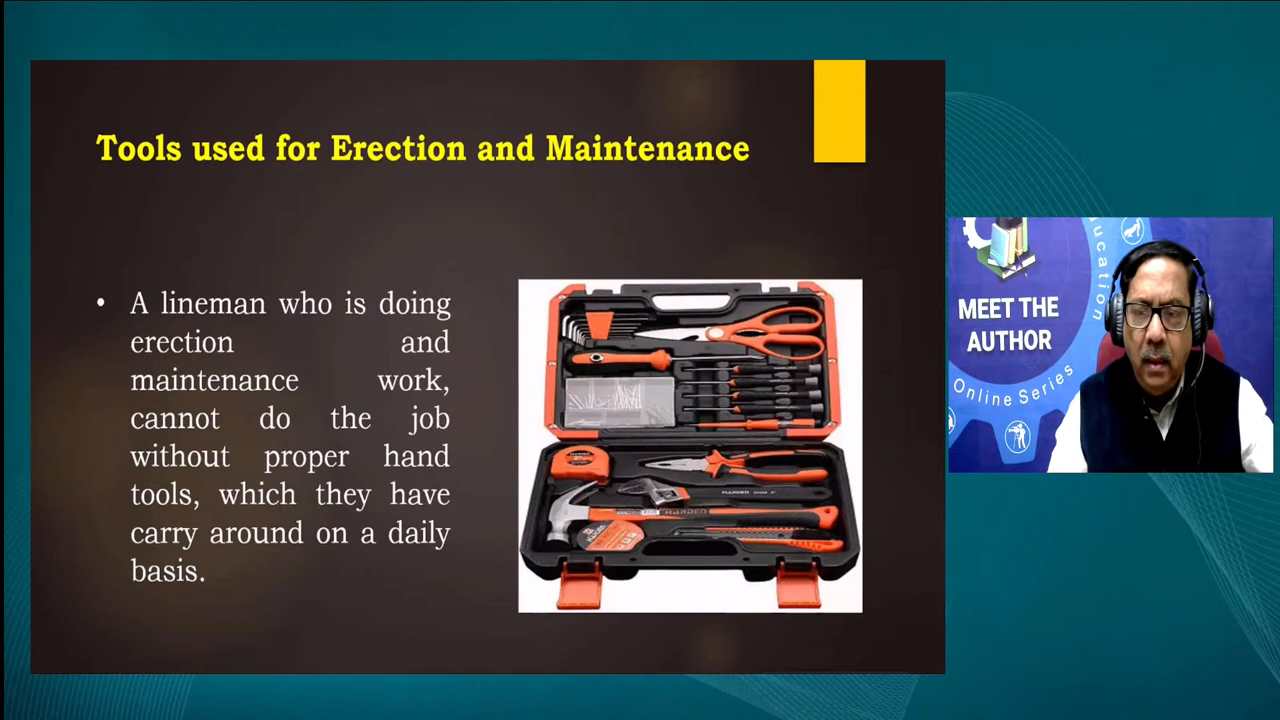 Tools used for Erection and Maintenance
• A lineman who is doing
erection and
maintenance work,
cannot do the job
without proper hand
tools, which they have
carry around on a daily
basis.
MEET THE
AUTHOR
Online Series
ucation